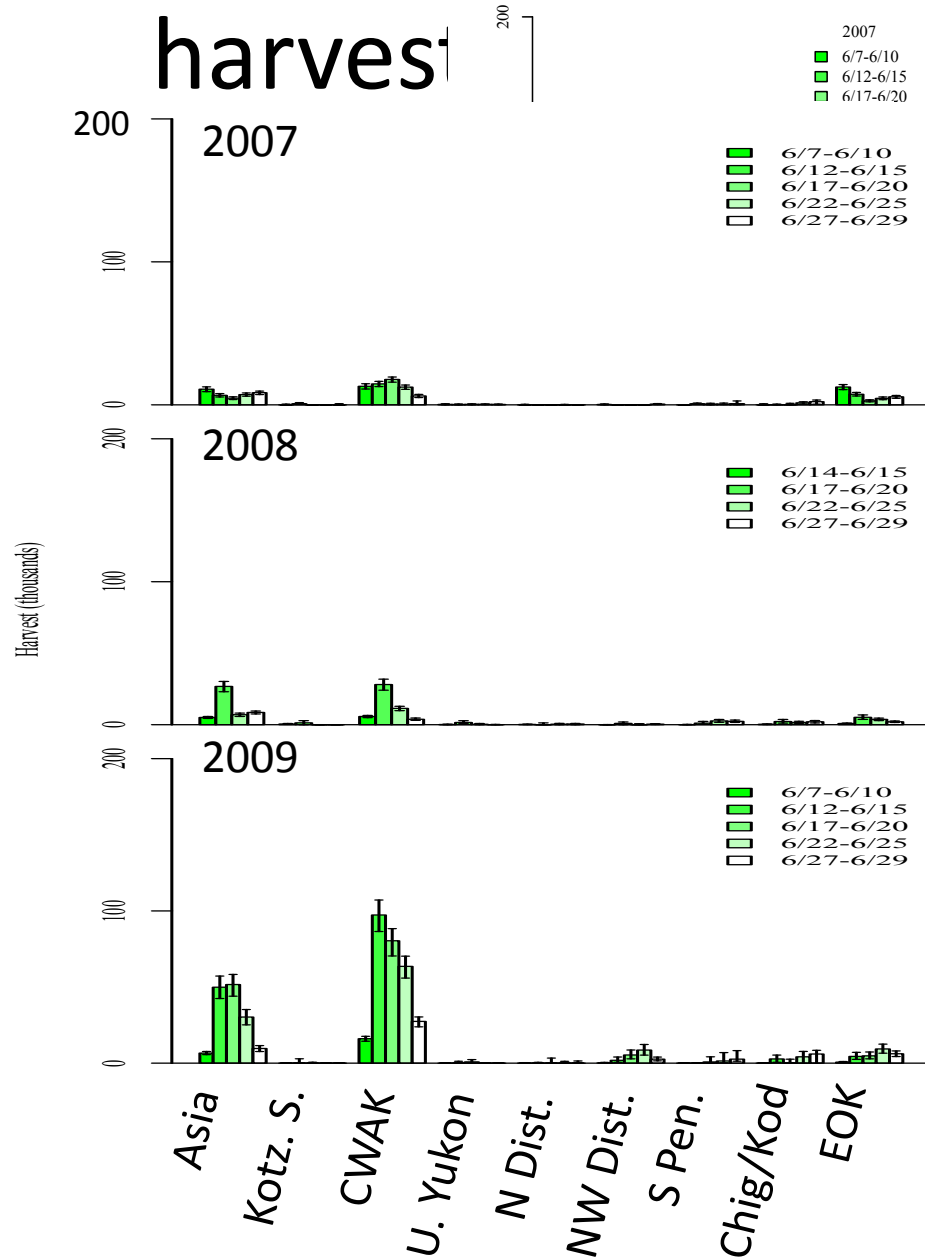 harvest
200
2007
6/7-6/10
6/12-6/15
6/17-6/20
200
2007
100
0
6/7-6/10
6/12-6/15
6/17-6/20
6/22-6/25
6/27-6/29
Harvest (thousands)
200
2008
100
0
6/14-6/15
6/17-6/20
6/22-6/25
6/27-6/29
200
2009
100
0
6/7-6/10
6/12-6/15
6/17-6/20
6/22-6/25
6/27-6/29
Asia
Kotz. S.
CWAK
U. Yukon
N Dist.
NW Dist.
S Pen.
Chig/Kod
EOK